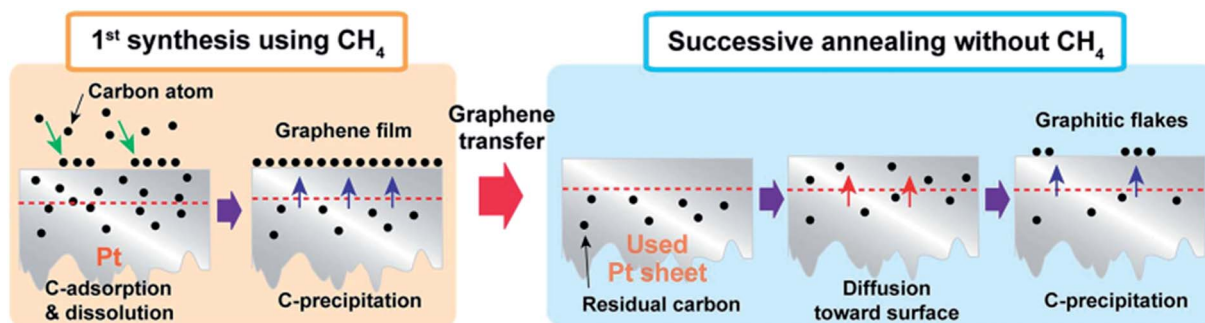 1st synthesis using CH4
Carbon atom
Graphene film
Pt
C-adsorption
& dissolution
C-precipitation
Graphene
transfer
Successive annealing without CH4
Graphitic flakes
Used
Pt sheet
Residual carbon
Diffusion
toward surface
C-precipitation